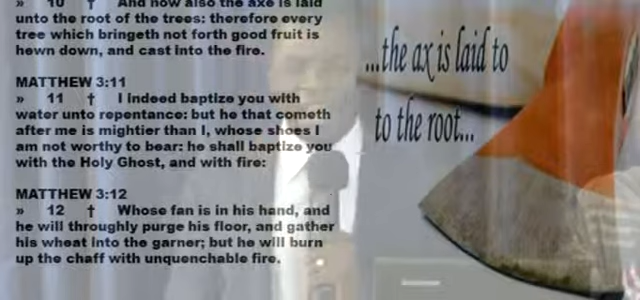 » 10 † And now also the axe is laid
unto the root of the trees: therefore every
tree which bringeth not forth good fruit is
hewn down, and cast into the fire.
MATTHEW 3:11
» 11 † I indeed baptize you with
water unto repentance: but he that cometh
after me is mightier than I, whose shoes I
am not worthy to bear: he shall baptize you
with the Holy Ghost, and with fire:
MATTHEW 3:12
» 12 † Whose fan is in his hand, and
he will throughly purge his floor, and gather
his wheat into the garner; but he will burn
up the chaff with unquenchable fire.
...the ax is laid to
to the root...